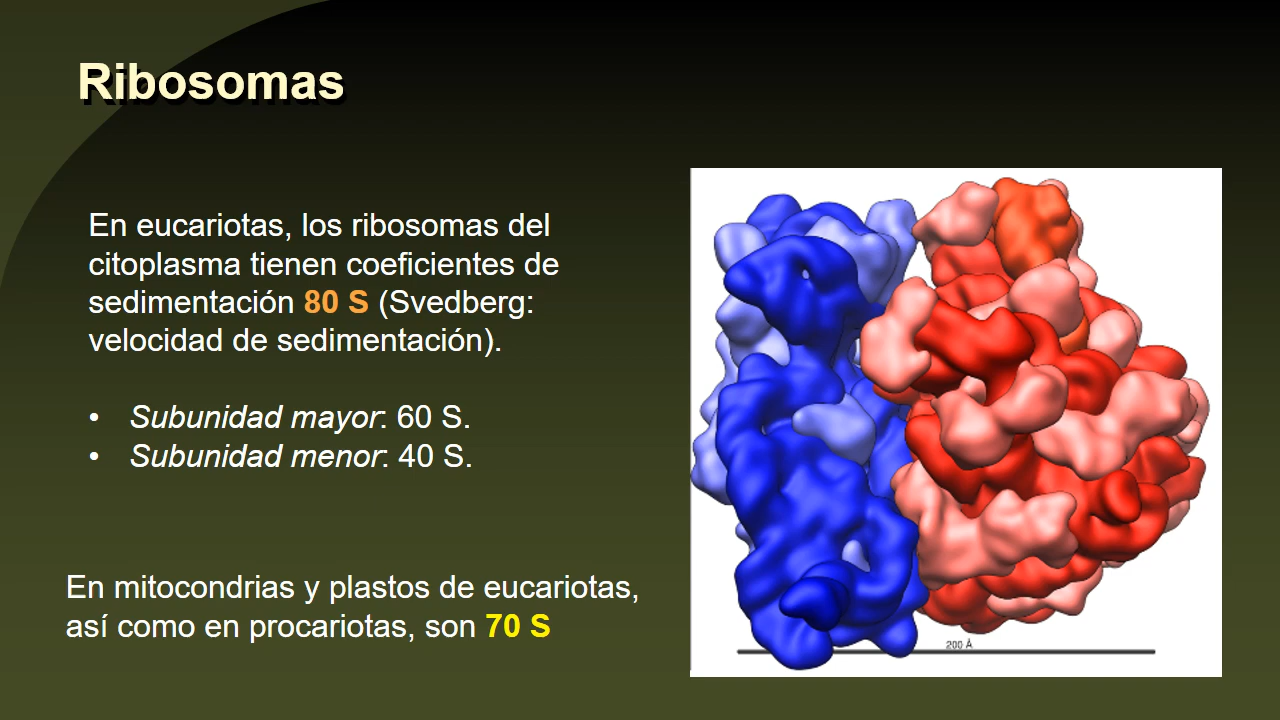 Ribosomas
En eucariotas, los ribosomas del
citoplasma tienen coeficientes de
sedimentación 80 S (Svedberg:
velocidad de sedimentación).
• Subunidad mayor: 60 S.
• Subunidad menor: 40 S.
En mitocondrias y plastos de eucariotas,
así como en procariotas, son 70 S
200 Å